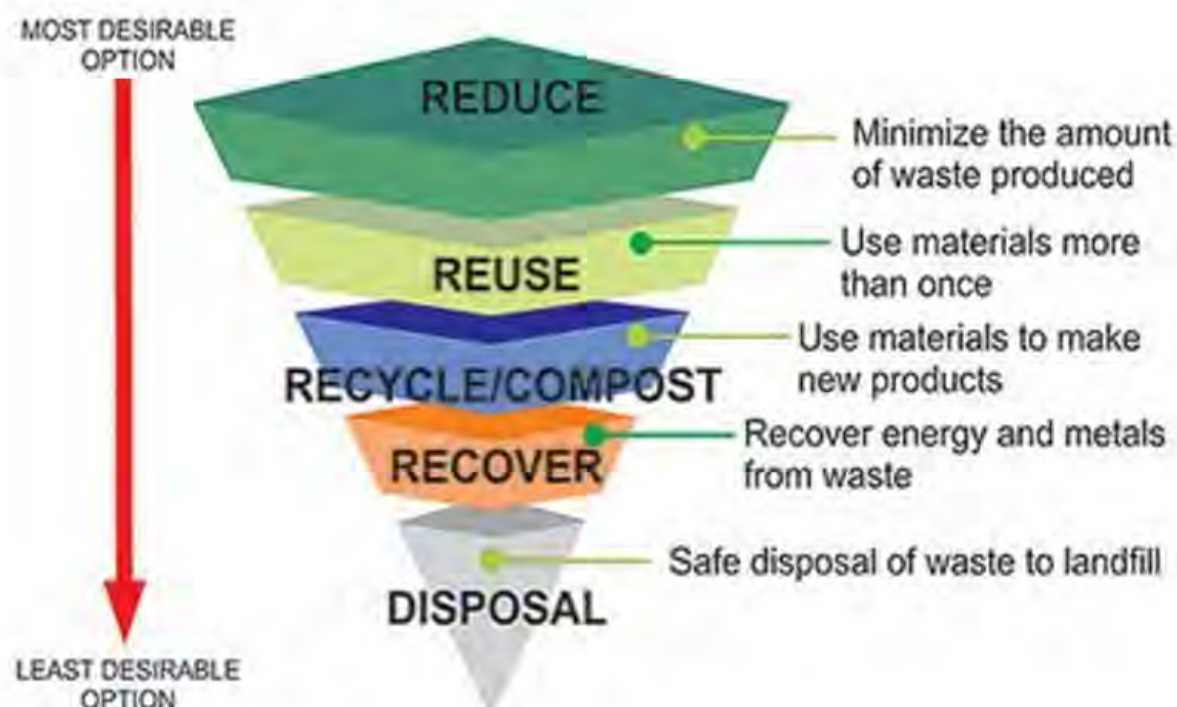 MOST DESIRABLE
OPTION
REDUCE
Minimize the amount
of waste produced
REUSE
Use materials more
than once
RECYCLE/COMPOST
Use materials to make
new products
RECOVER
Recover energy and metals
from waste
DISPOSAL
Safe disposal of waste to landfill
LEAST DESIRABLE
OPTION